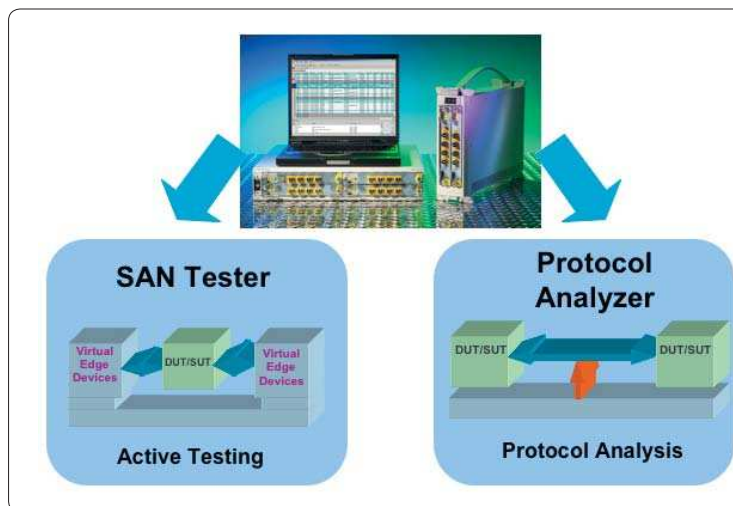 SAN Tester
Virtual
Edge
Devices
DUT/SUT
Virtual
Edge
Devices
Active Testing
Protocol
Analyzer
DUT/SUT
DUT/SUT
Protocol Analysis